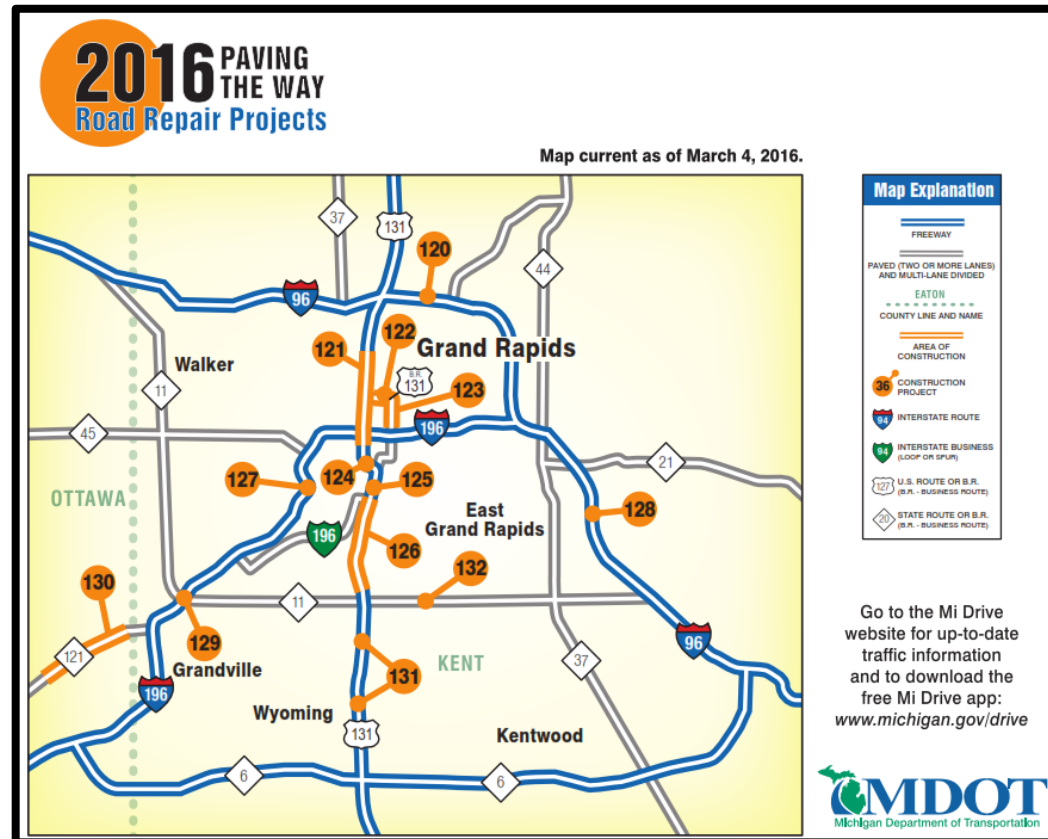 2016 PAVING
THE WAY
Road Repair Projects
Map current as of March 4, 2016.
37
131
120
44
96
122
121
Grand Rapids
Walker
B.R.
131
123
11
196
45
21
127
124
125
OTTAWA
East
Grand Rapids
128
196
126
132
130
11
129
121
Grandville
KENT
131
37
96
196
Wyoming
131
Kentwood
6
6
Map Explanation
FREEWAY
PAVED (TWO OR MORE LANES)
AND MULTI-LANE DIVIDED
EATON
COUNTY LINE AND NAME
AREA OF
CONSTRUCTION
36 CONSTRUCTION
PROJECT
94 INTERSTATE ROUTE
94 INTERSTATE BUSINESS
(LOOP OR SPUR)
127 U.S. ROUTE OR B.R.
(B.R. - BUSINESS ROUTE)
20 STATE ROUTE OR B.R.
(B.R. - BUSINESS ROUTE)
Go to the Mi Drive
website for up-to-date
traffic information
and to download the
free Mi Drive app:
www.michigan.gov/drive
MDOT
Michigan Department of Transportation